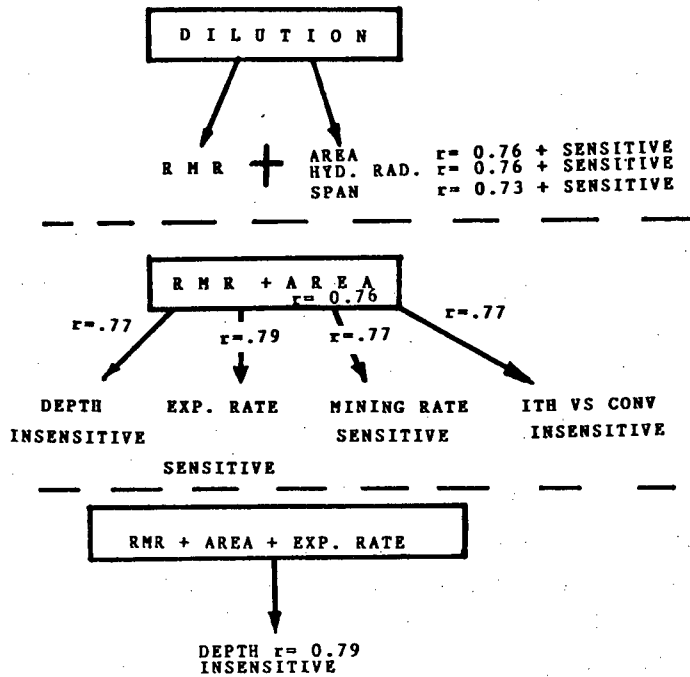 DILUTION
RMR + AREA r= 0.76 + SENSITIVE
HYD. RAD. r= 0.76 + SENSITIVE
SPAN r= 0.73 + SENSITIVE
RMR + AREA
r= 0.76
r=.77
r=.79
r=.77
r=.77
DEPTH EXP. RATE MINING RATE ITH VS CONV
INSENSITIVE SENSITIVE INSENSITIVE
SENSITIVE
RMR + AREA + EXP. RATE
DEPTH r= 0.79
INSENSITIVE